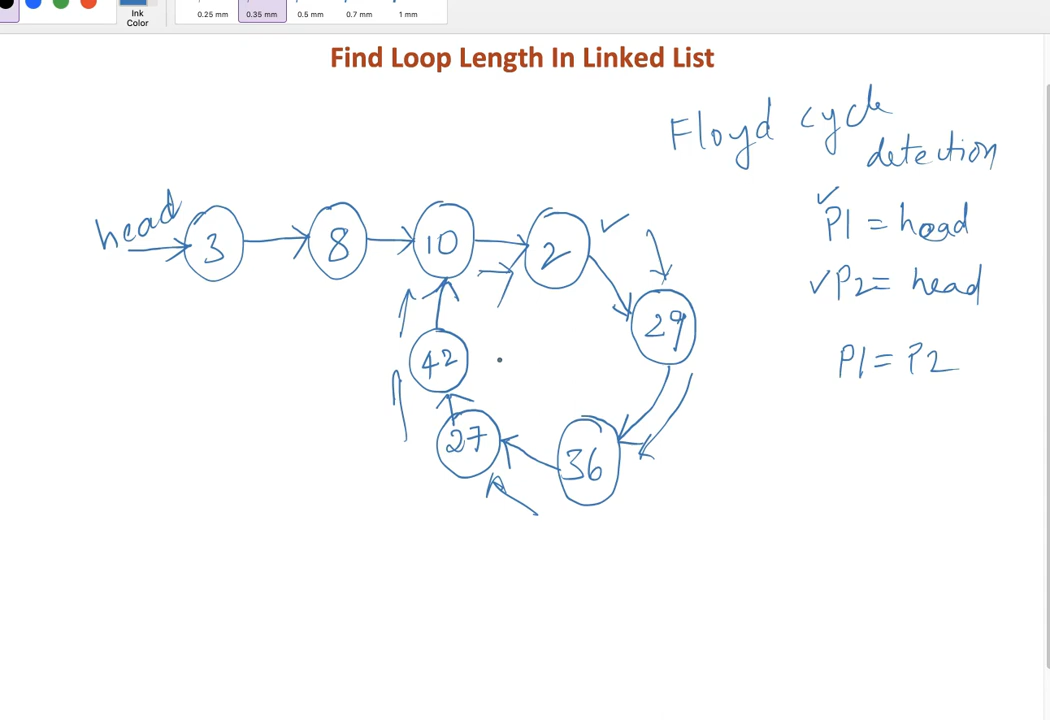 Ink
Color
0.25 mm 0.35 mm 0.5 mm 0.7 mm 1 mm
Find Loop Length In Linked List
Floyd cycle
detection
head 3 8 10 2
P1 = head
P2 = head
29
42
P1 = P2
27
36